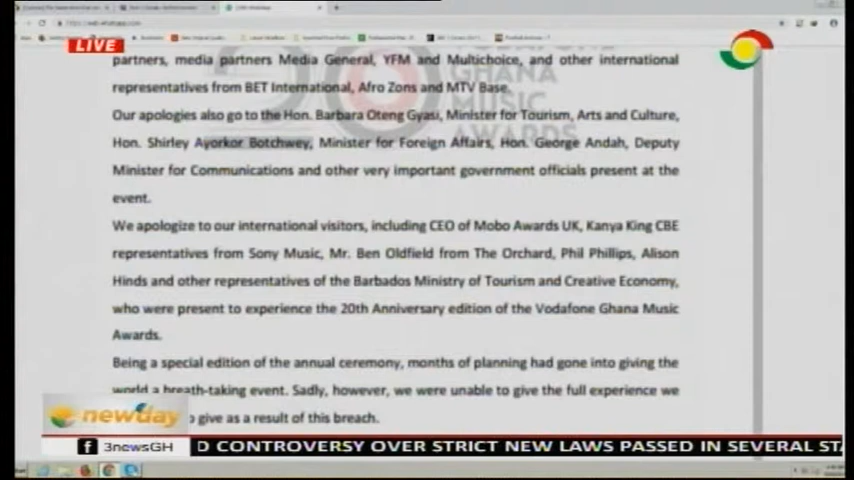 LIVE
partners, media partners Media General, YFM and Multichoice, and other international
representatives from BET International, Afro Zons and MTV Base.
Our apologies also go to the Hon. Barbara Oteng Gyasi, Minister for Tourism, Arts and Culture,
Hon. Shirley Ayorkor Botchwey, Minister for Foreign Affairs, Hon. George Andah, Deputy
Minister for Communications and other very important government officials present at the
event.
We apologize to our international visitors, including CEO of Mobo Awards UK, Kanya King CBE
representatives from Sony Music, Mr. Ben Oldfield from The Orchard, Phil Phillips, Alison
Hinds and other representatives of the Barbados Ministry of Tourism and Creative Economy,
who were present to experience the 20th Anniversary edition of the Vodafone Ghana Music
Awards.
Being a special edition of the annual ceremony, months of planning had gone into giving the
world a breath-taking event. Sadly, however, we were unable to give the full experience we
give as a result of this breach.
GHANA
MUSIC
AWARDS
newday
f 3newsGH
D CONTROVERSY OVER STRICT NEW LAWS PASSED IN SEVERAL STA